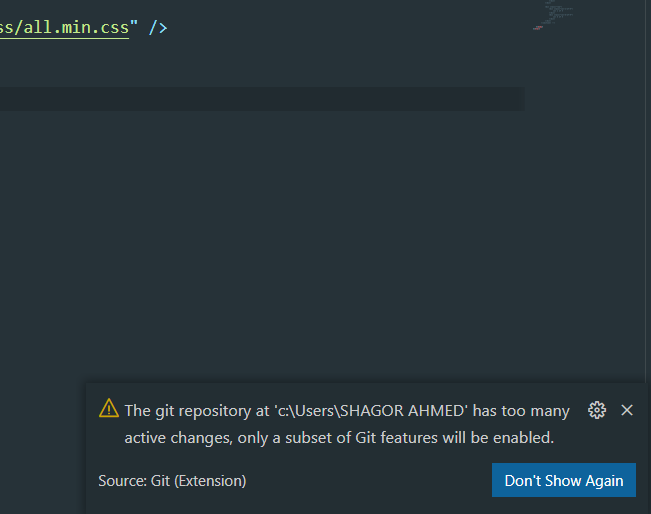 ss/all.min.css" />
The git repository at 'c:\Users\SHAGOR AHMED' has too many
active changes, only a subset of Git features will be enabled.
Source: Git (Extension)
Don't Show Again